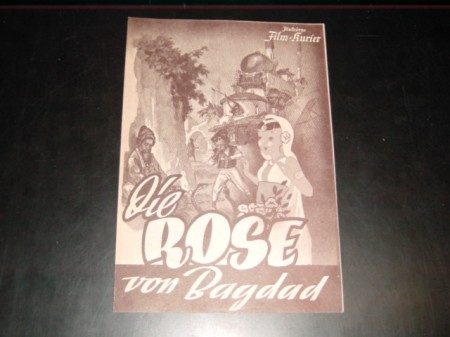 Film-Kurier
Die
ROSE
von Bagdad